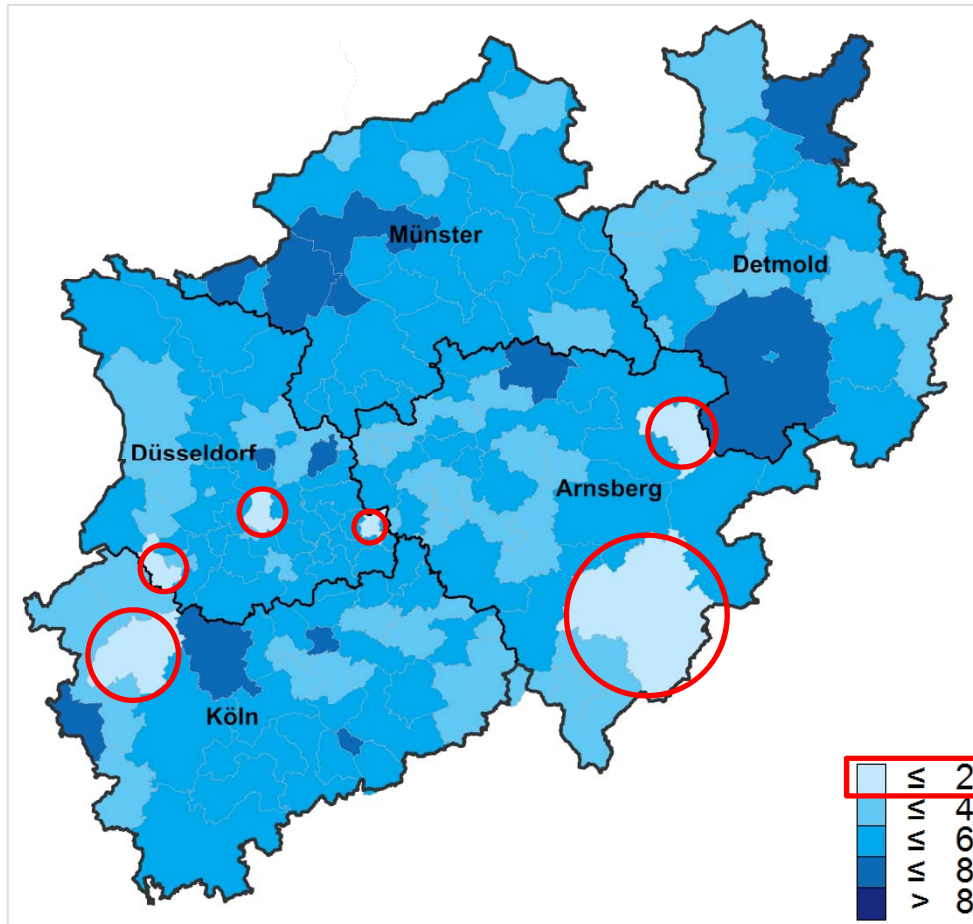 Münster
Detmold
Düsseldorf
Arnsberg
Köln
≤ 2
≤ 4
≤ 6
≤ 8
> 8